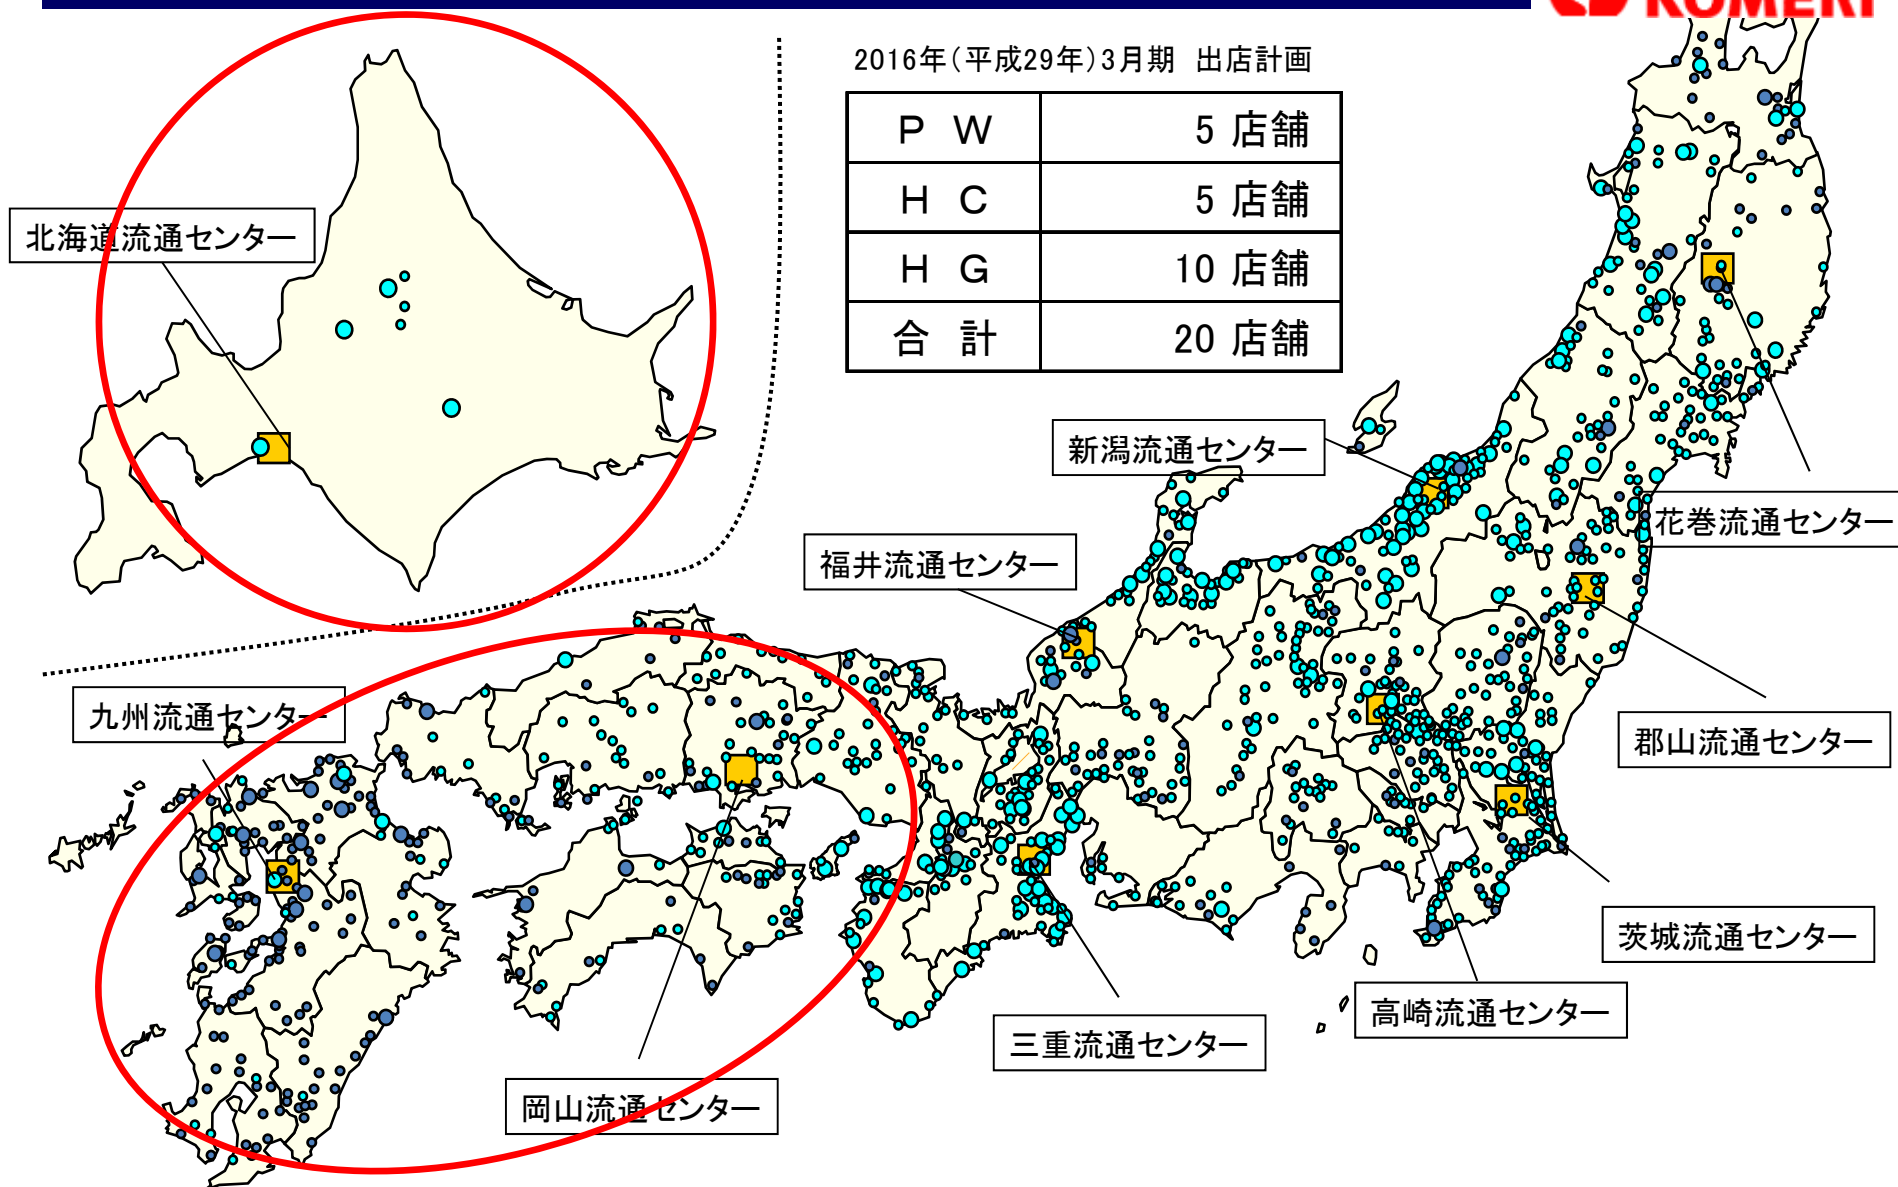 KOMERI
2016年(平成29年)3月期 出店計画
P W 5 店舗
H C 5 店舗
H G 10 店舗
合 計 20 店舗
北海道流通センター
新潟流通センター
花巻流通センター
福井流通センター
九州流通センター
郡山流通センター
茨城流通センター
高崎流通センター
三重流通センター
岡山流通センター